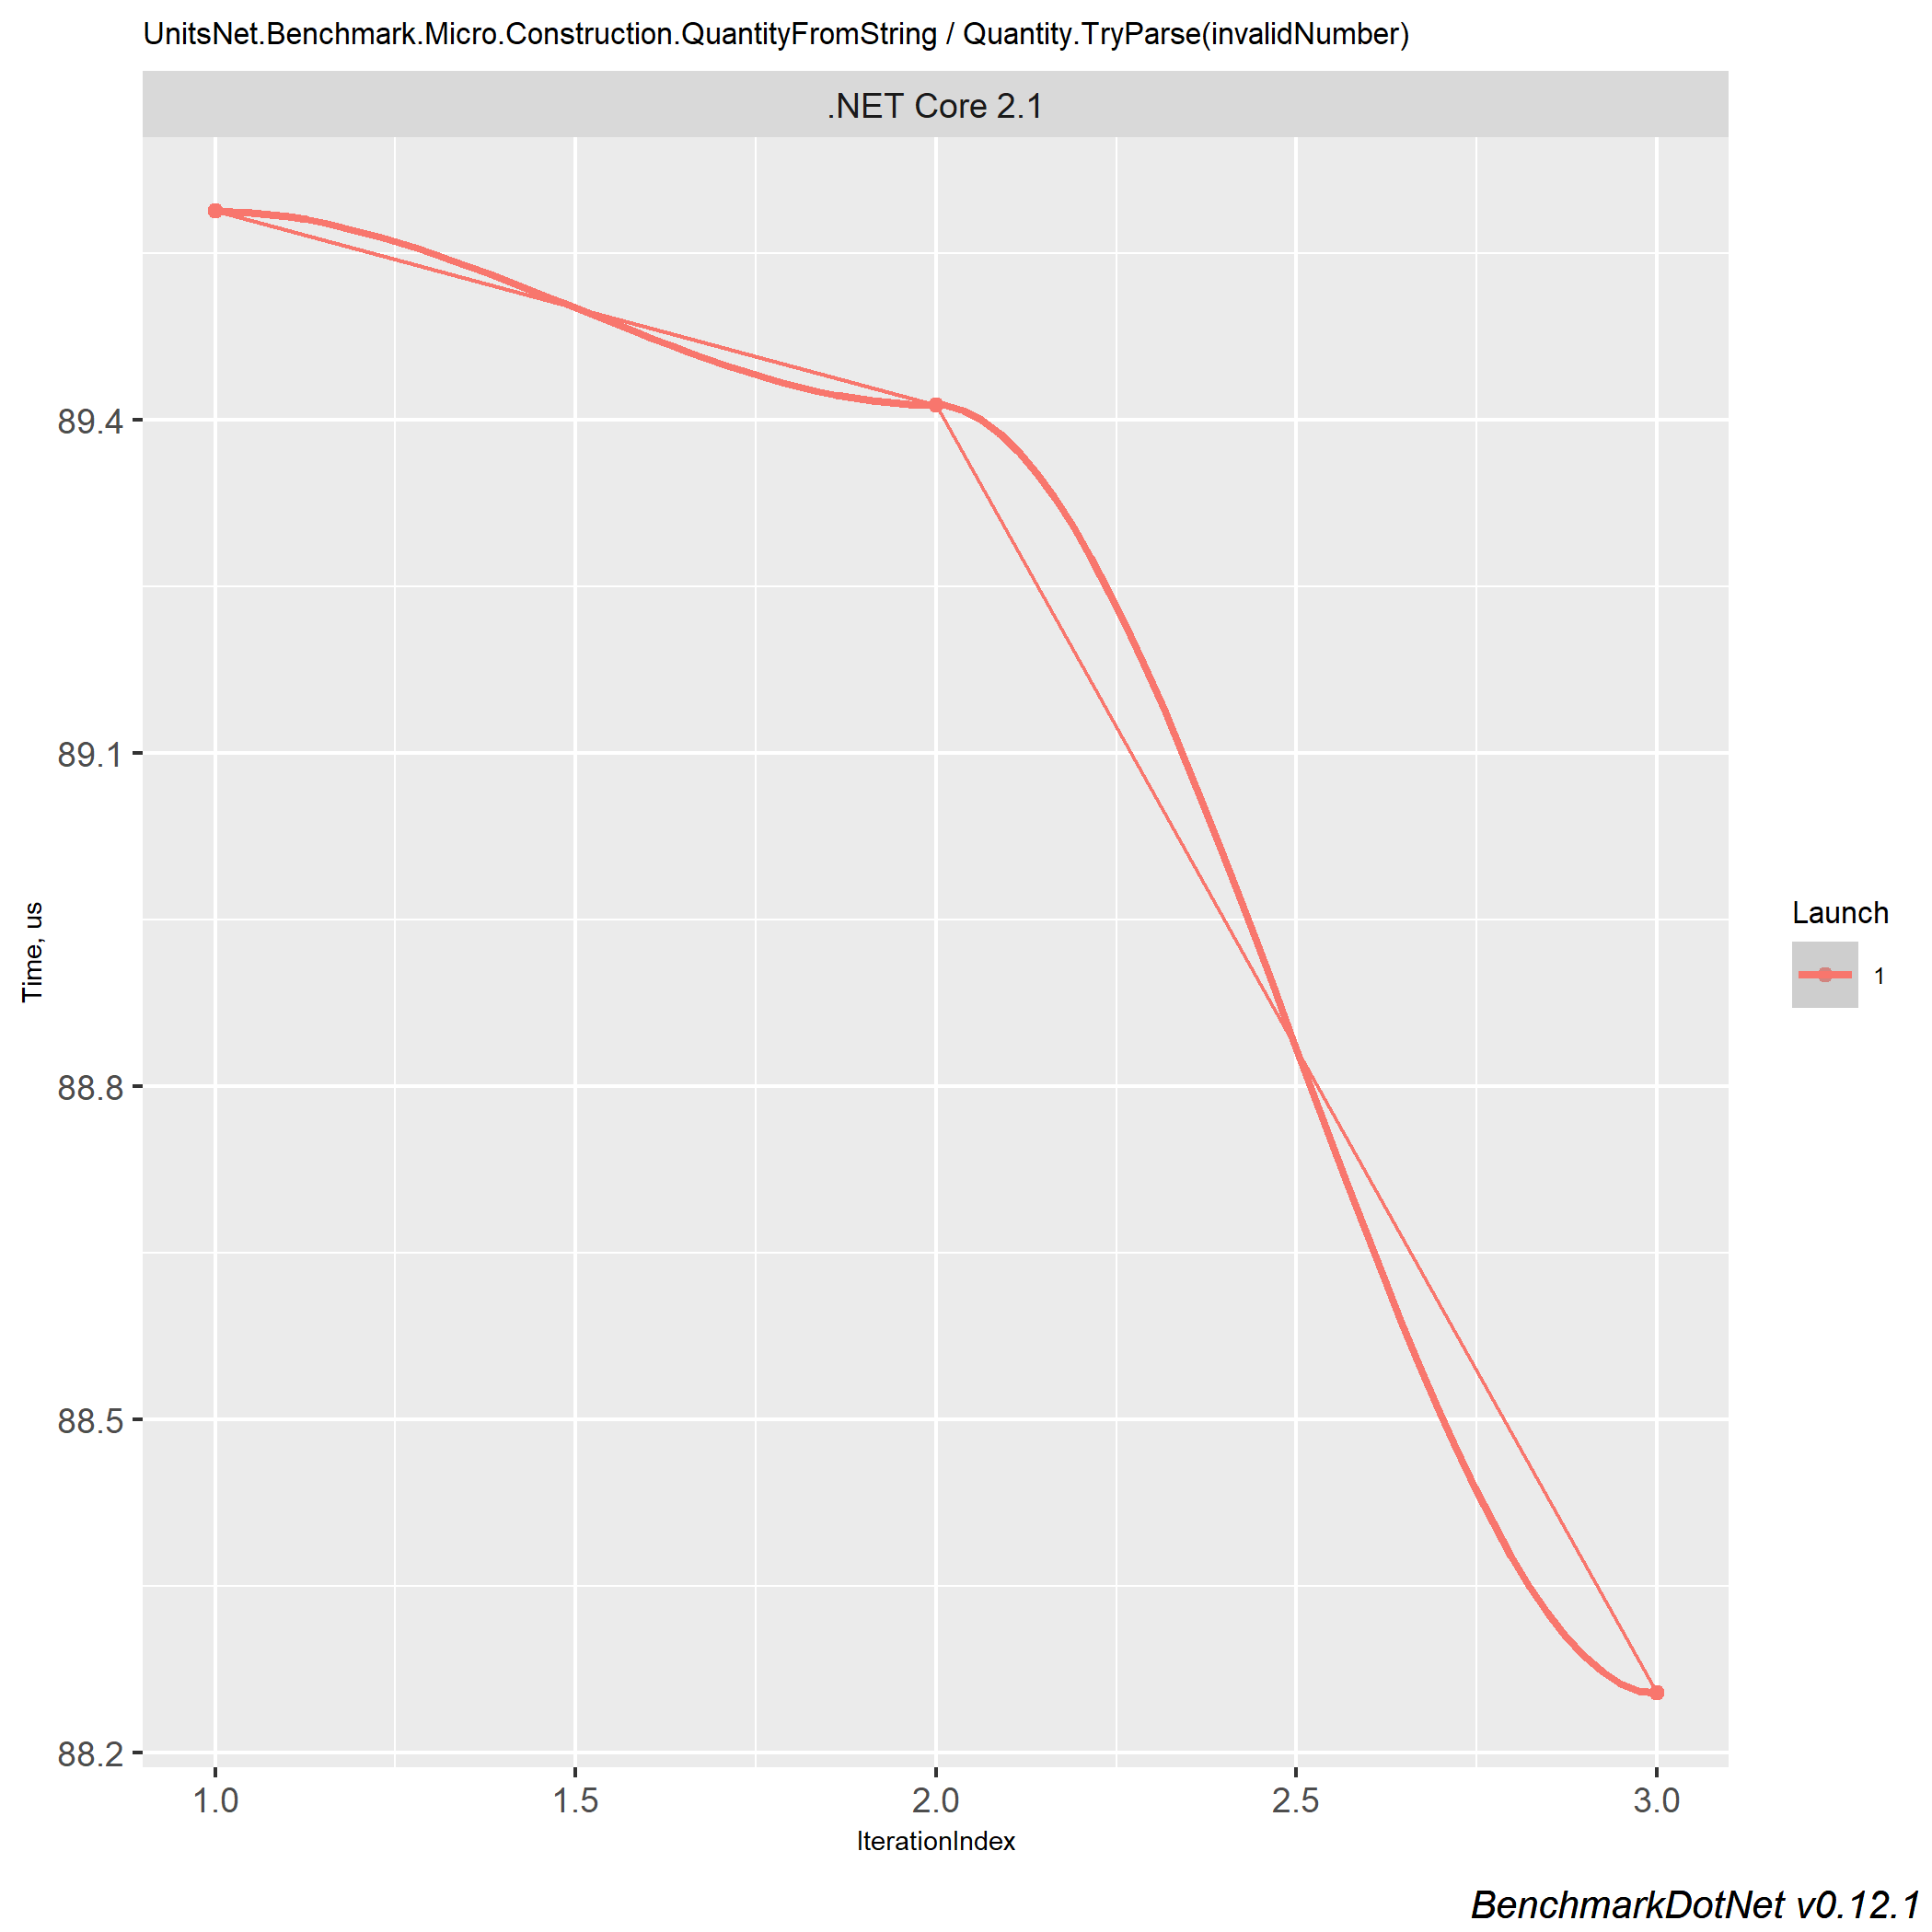 UnitsNet.Benchmark.Micro.Construction.QuantityFromString / Quantity.TryParse(invalidNumber)
.NET Core 2.1
89.4
89.1
88.8
88.5
88.2
Time, us
1.0 1.5 2.0 2.5 3.0
IterationIndex
Launch
1
BenchmarkDotNet v0.12.1